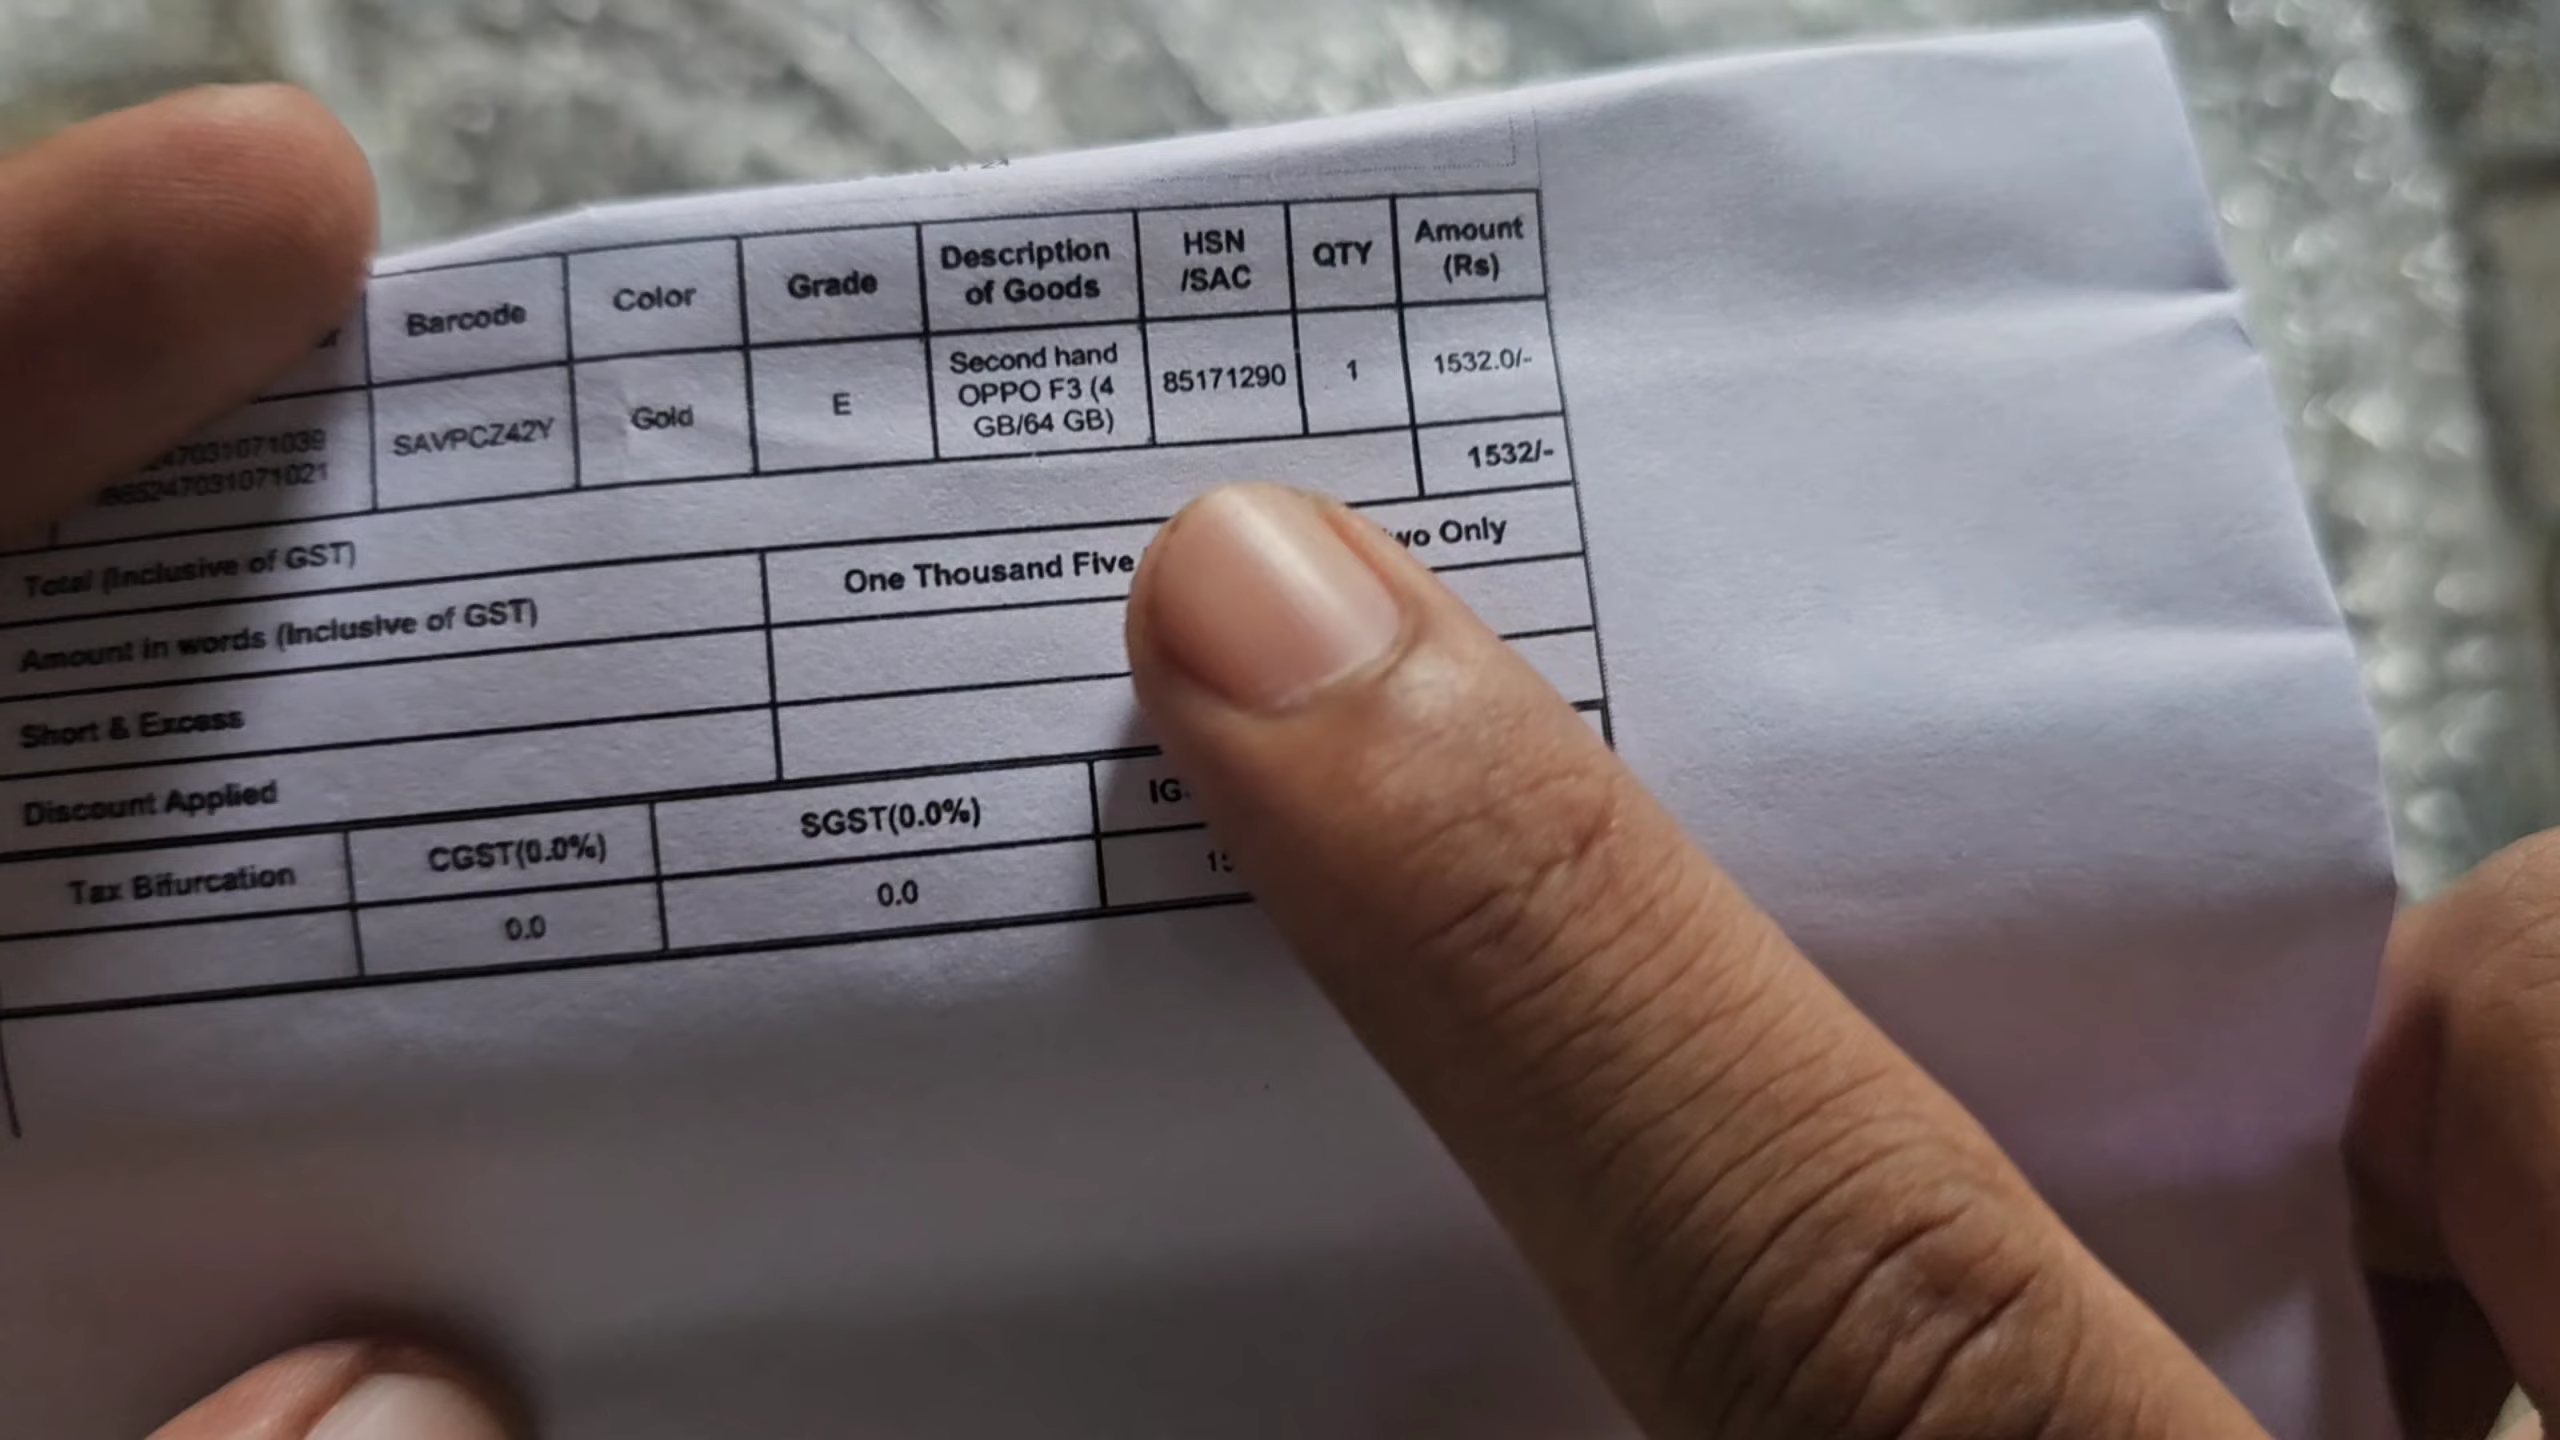 Barcode
Color
Grade
Description
of Goods
HSN
/SAC
QTY
Amount
(Rs)
SAVPCZ42Y
Gold
E
Second hand
OPPO F3 (4
GB/64 GB)
85171290
1
1532.0/-
47031071039
865247031071021
Total (Inclusive of GST)
1532/-
Amount in words (Inclusive of GST)
One Thousand Five Only
Short & Excess
Discount Applied
Tax Bifurcation
CGST(0.0%)
SGST(0.0%)
0.0
0.0